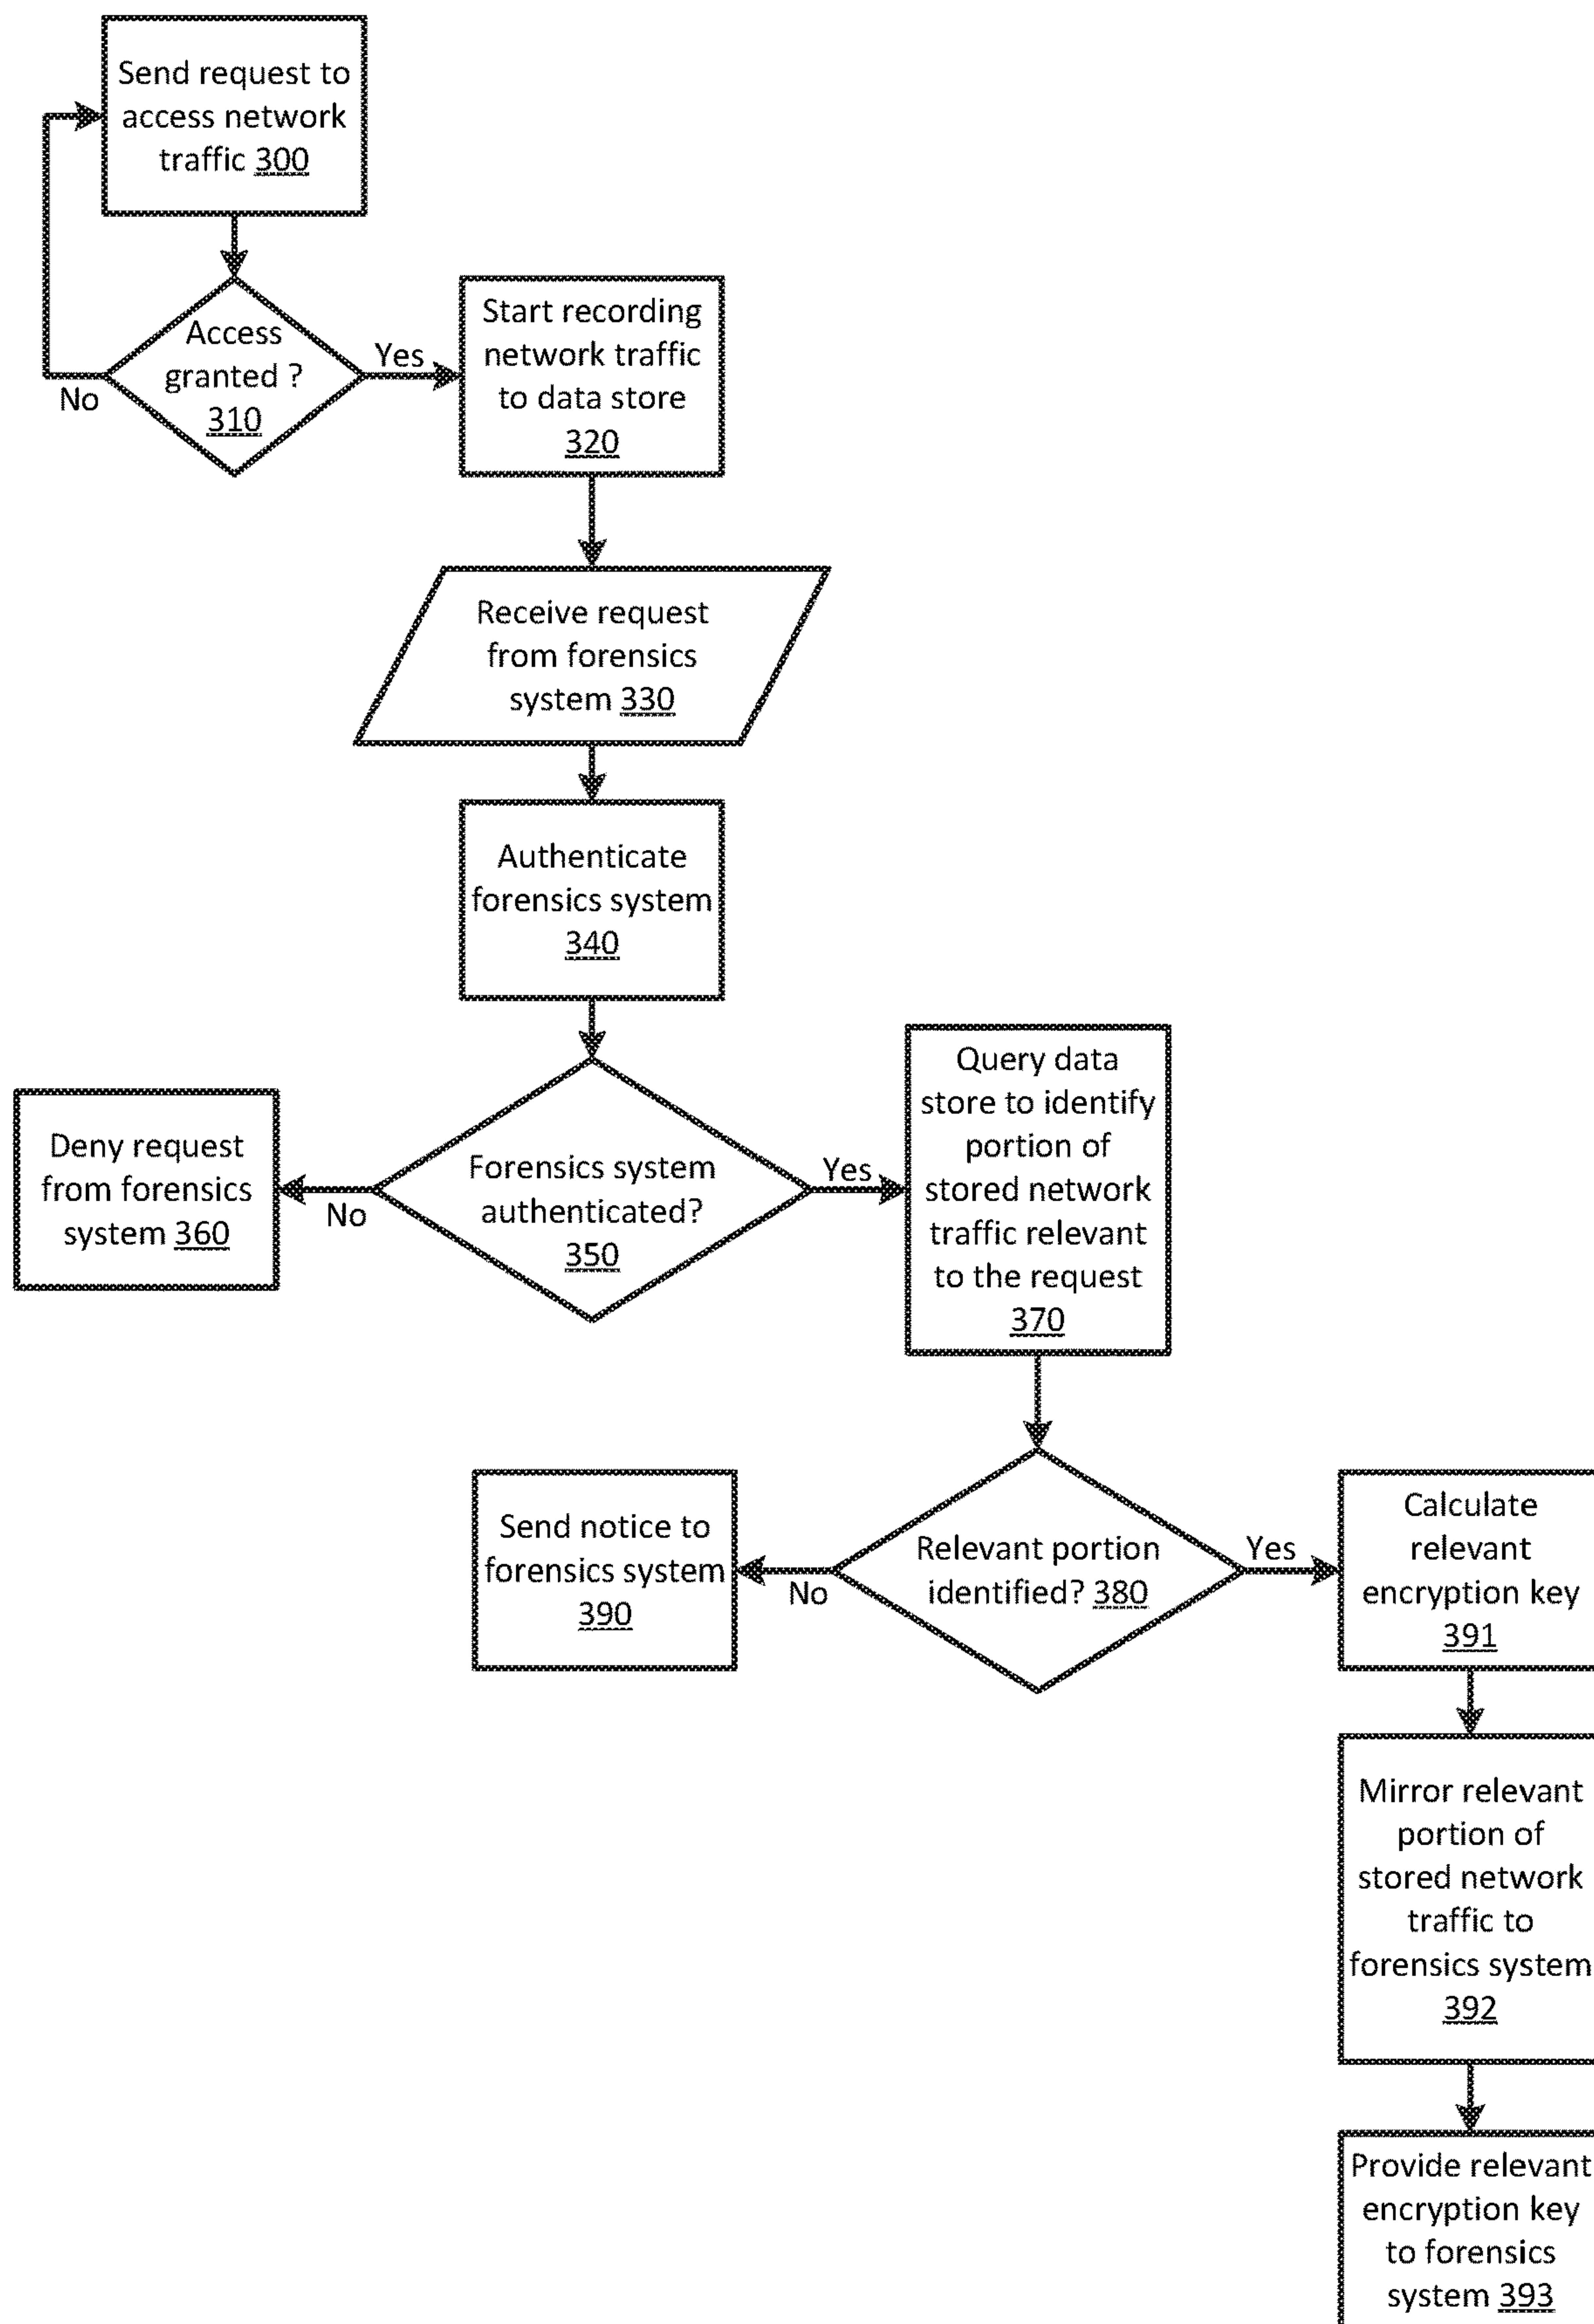 Send request to
access network
traffic 300
Access
granted ?
310
Yes
No
Start recording
network traffic
to data store
320
Receive request
from forensics
system 330
Authenticate
forensics system
340
Forensics system
authenticated?
350
No
Yes
Deny request
from forensics
system 360
Query data
store to identify
portion of
stored network
traffic relevant
to the request
370
Relevant portion
identified? 380
No
Yes
Send notice to
forensics system
390
Calculate
relevant
encryption key
391
Mirror relevant
portion of
stored network
traffic to
forensics system
392
Provide relevant
encryption key
to forensics
system 393